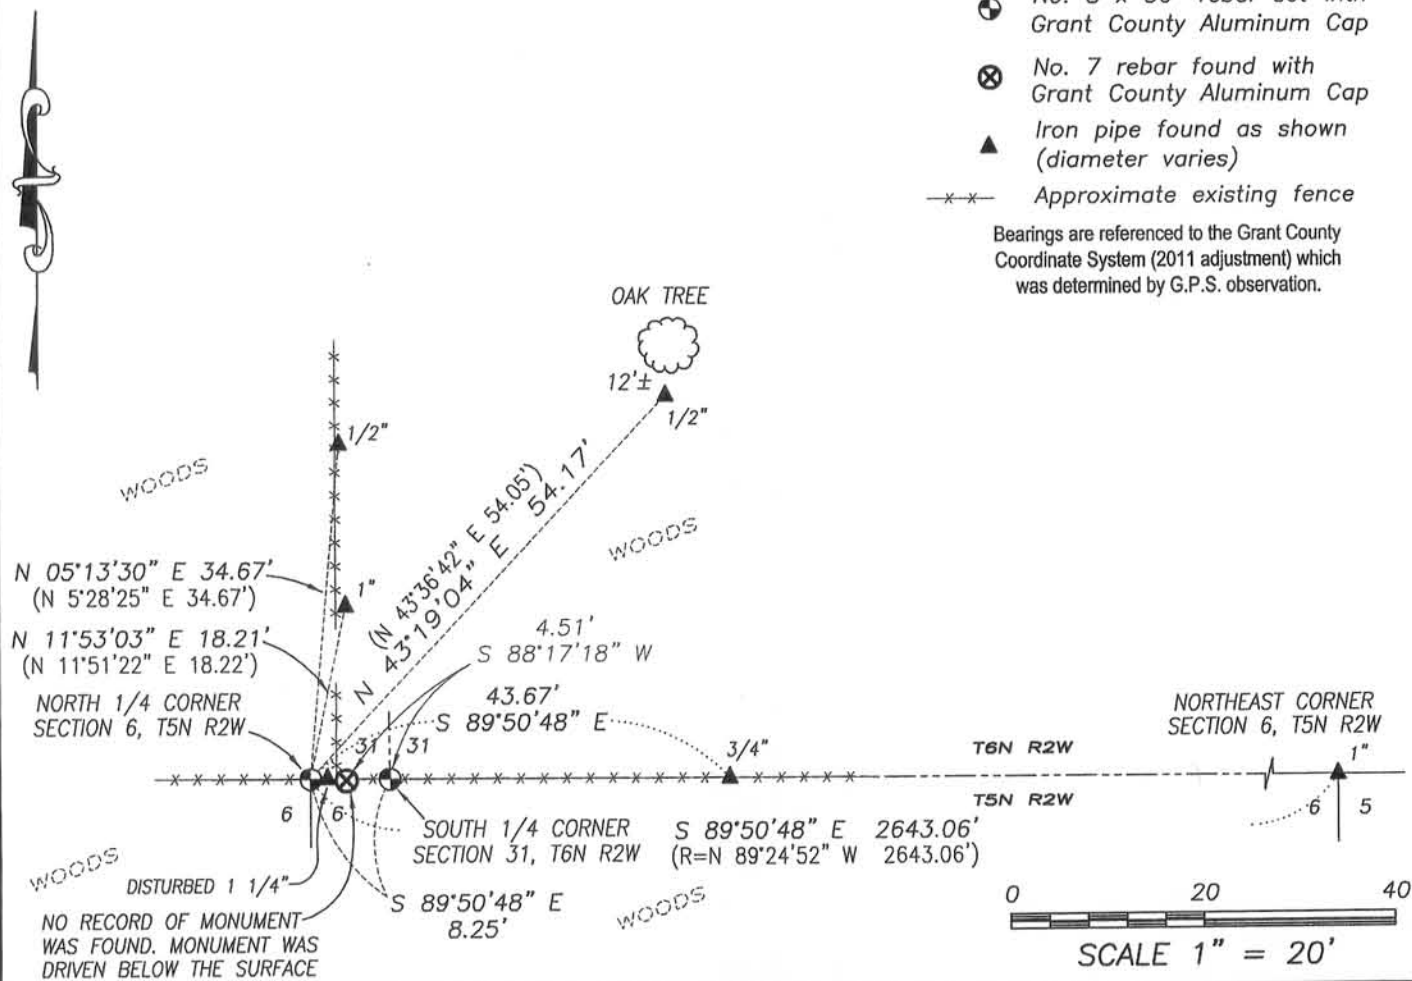 Grant County Aluminum Cap
No. 7 rebar found with
Grant County Aluminum Cap
Iron pipe found as shown
(diameter varies)
Approximate existing fence
Bearings are referenced to the Grant County
Coordinate System (2011 adjustment) which
was determined by G.P.S. observation.
OAK TREE
12'±
1/2"
1/2"
WOODS
(N 43°36'42" E 54.05')
N 43°19'04" E 54.17'
WOODS
N 05°13'30" E 34.67'
(N 5°28'25" E 34.67')
1"
N 11°53'03" E 18.21'
(N 11°51'22" E 18.22')
4.51'
S 88°17'18" W
43.67'
S 89°50'48" E
NORTH 1/4 CORNER
SECTION 6, T5N R2W
NORTHEAST CORNER
SECTION 6, T5N R2W
31
31
3/4"
T6N R2W
1"
T5N R2W
6
6
6
5
SOUTH 1/4 CORNER
SECTION 31, T6N R2W
S 89°50'48" E 2643.06'
(R=N 89°24'52" W 2643.06')
WOODS
DISTURBED 1 1/4"
S 89°50'48" E
8.25'
WOODS
NO RECORD OF MONUMENT
WAS FOUND. MONUMENT WAS
DRIVEN BELOW THE SURFACE
0
20
40
SCALE 1" = 20'